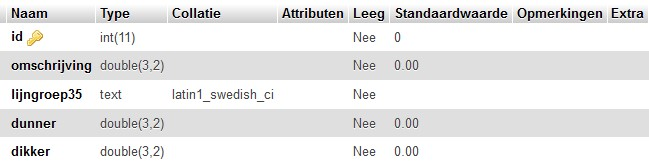 Naam Type Collatie Attributen Leeg Standaardwaarde Opmerkingen Extra
id int(11) Nee 0
omschrijving double(3,2) Nee 0.00
lijngroep35 text latin1_swedish_ci Nee
dunner double(3,2) Nee 0.00
dikker double(3,2) Nee 0.00